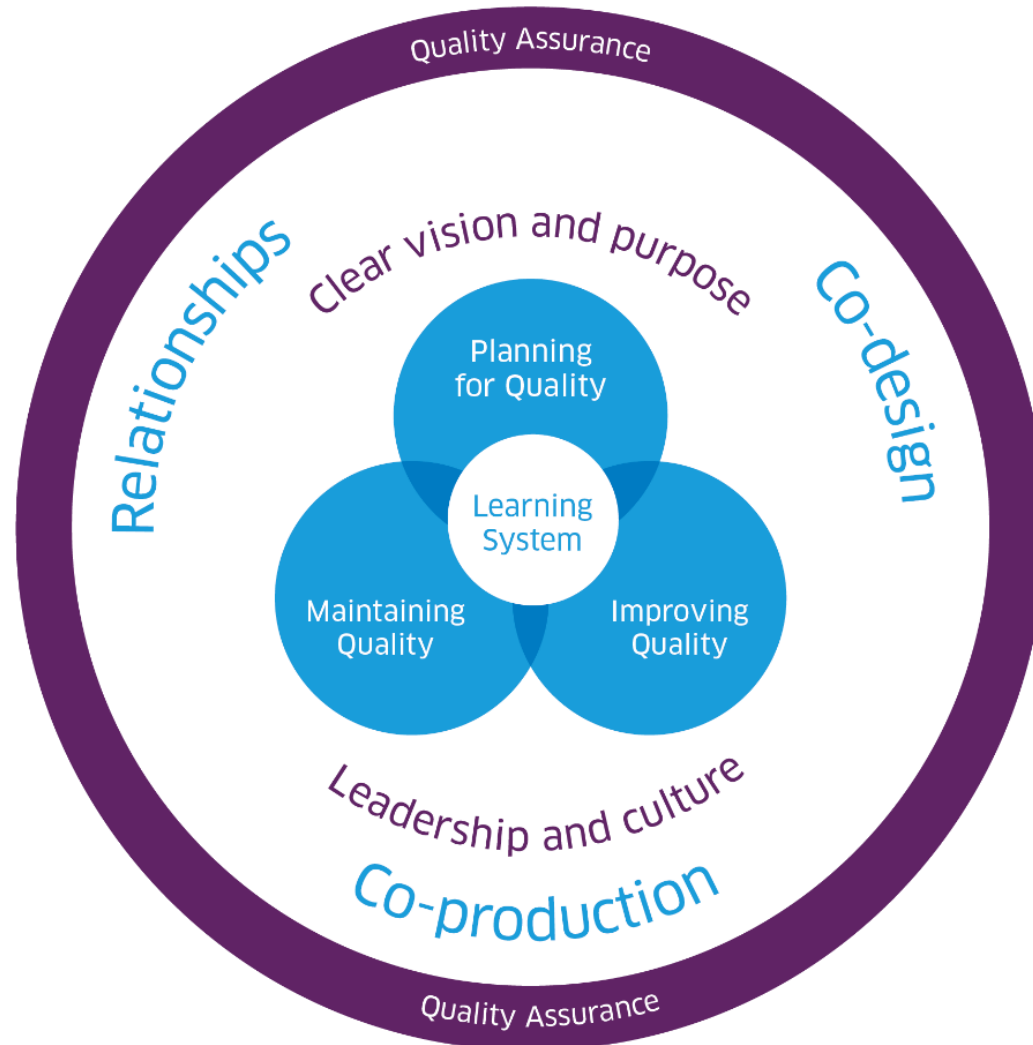 Quality Assurance
Clear vision and purpose
Relationships
Co-design
Planning
for Quality
Learning
System
Maintaining
Quality
Improving
Quality
Leadership and culture
Co-production
Quality Assurance